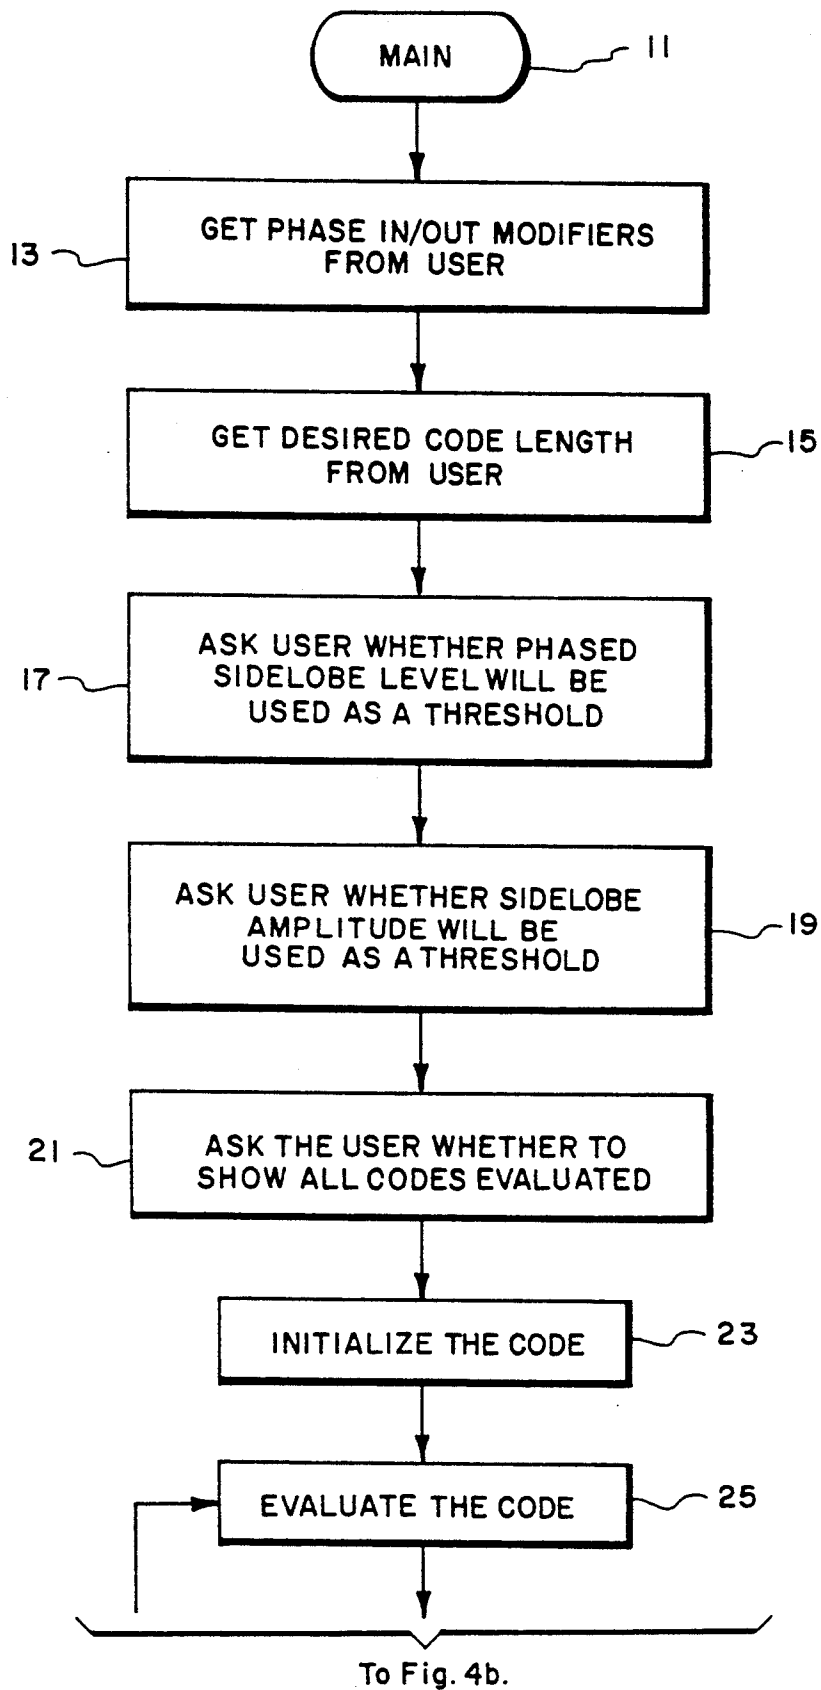 MAIN
11
GET PHASE IN/OUT MODIFIERS
FROM USER
13
GET DESIRED CODE LENGTH
FROM USER
15
ASK USER WHETHER PHASED
SIDELOBE LEVEL WILL BE
USED AS A THRESHOLD
17
ASK USER WHETHER SIDELOBE
AMPLITUDE WILL BE
USED AS A THRESHOLD
19
ASK THE USER WHETHER TO
SHOW ALL CODES EVALUATED
21
INITIALIZE THE CODE
23
EVALUATE THE CODE
25
To Fig. 4b.